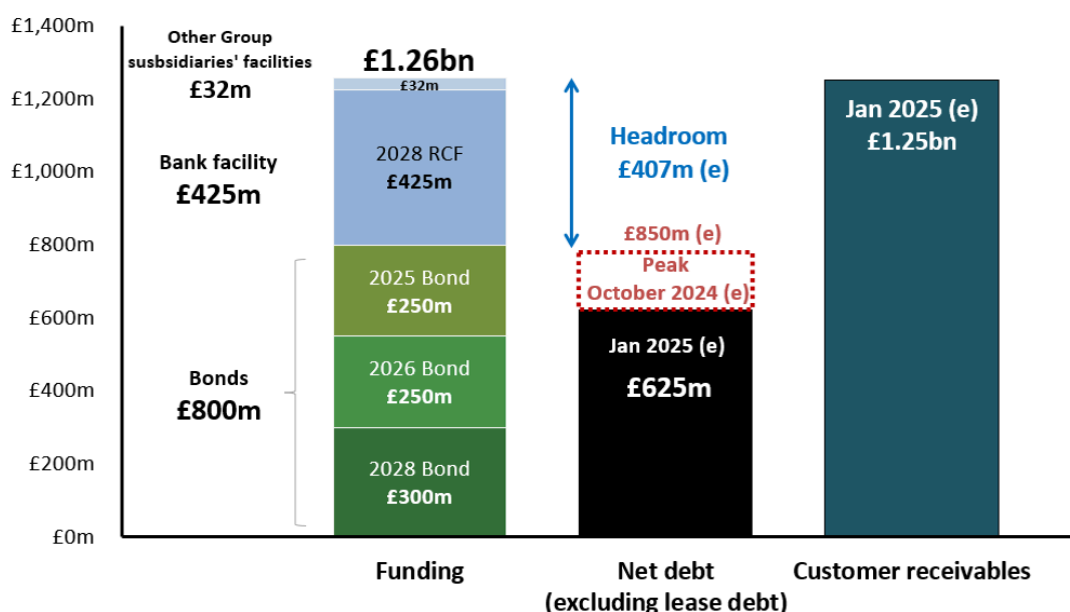 £1,400m
£1,200m
£1,000m
£800m
£600m
£400m
£200m
£0m
Other Group
susbsidiaries' facilities
£32m
Bank facility
£425m
Bonds
£800m
£1.26bn
£32m
2028 RCF
£425m
2025 Bond
£250m
2026 Bond
£250m
2028 Bond
£300m
Headroom
£407m (e)
£850m (e)
Peak
October 2024 (e)
Jan 2025 (e)
£625m
Jan 2025 (e)
£1.25bn
Funding
Net debt
(excluding lease debt)
Customer receivables